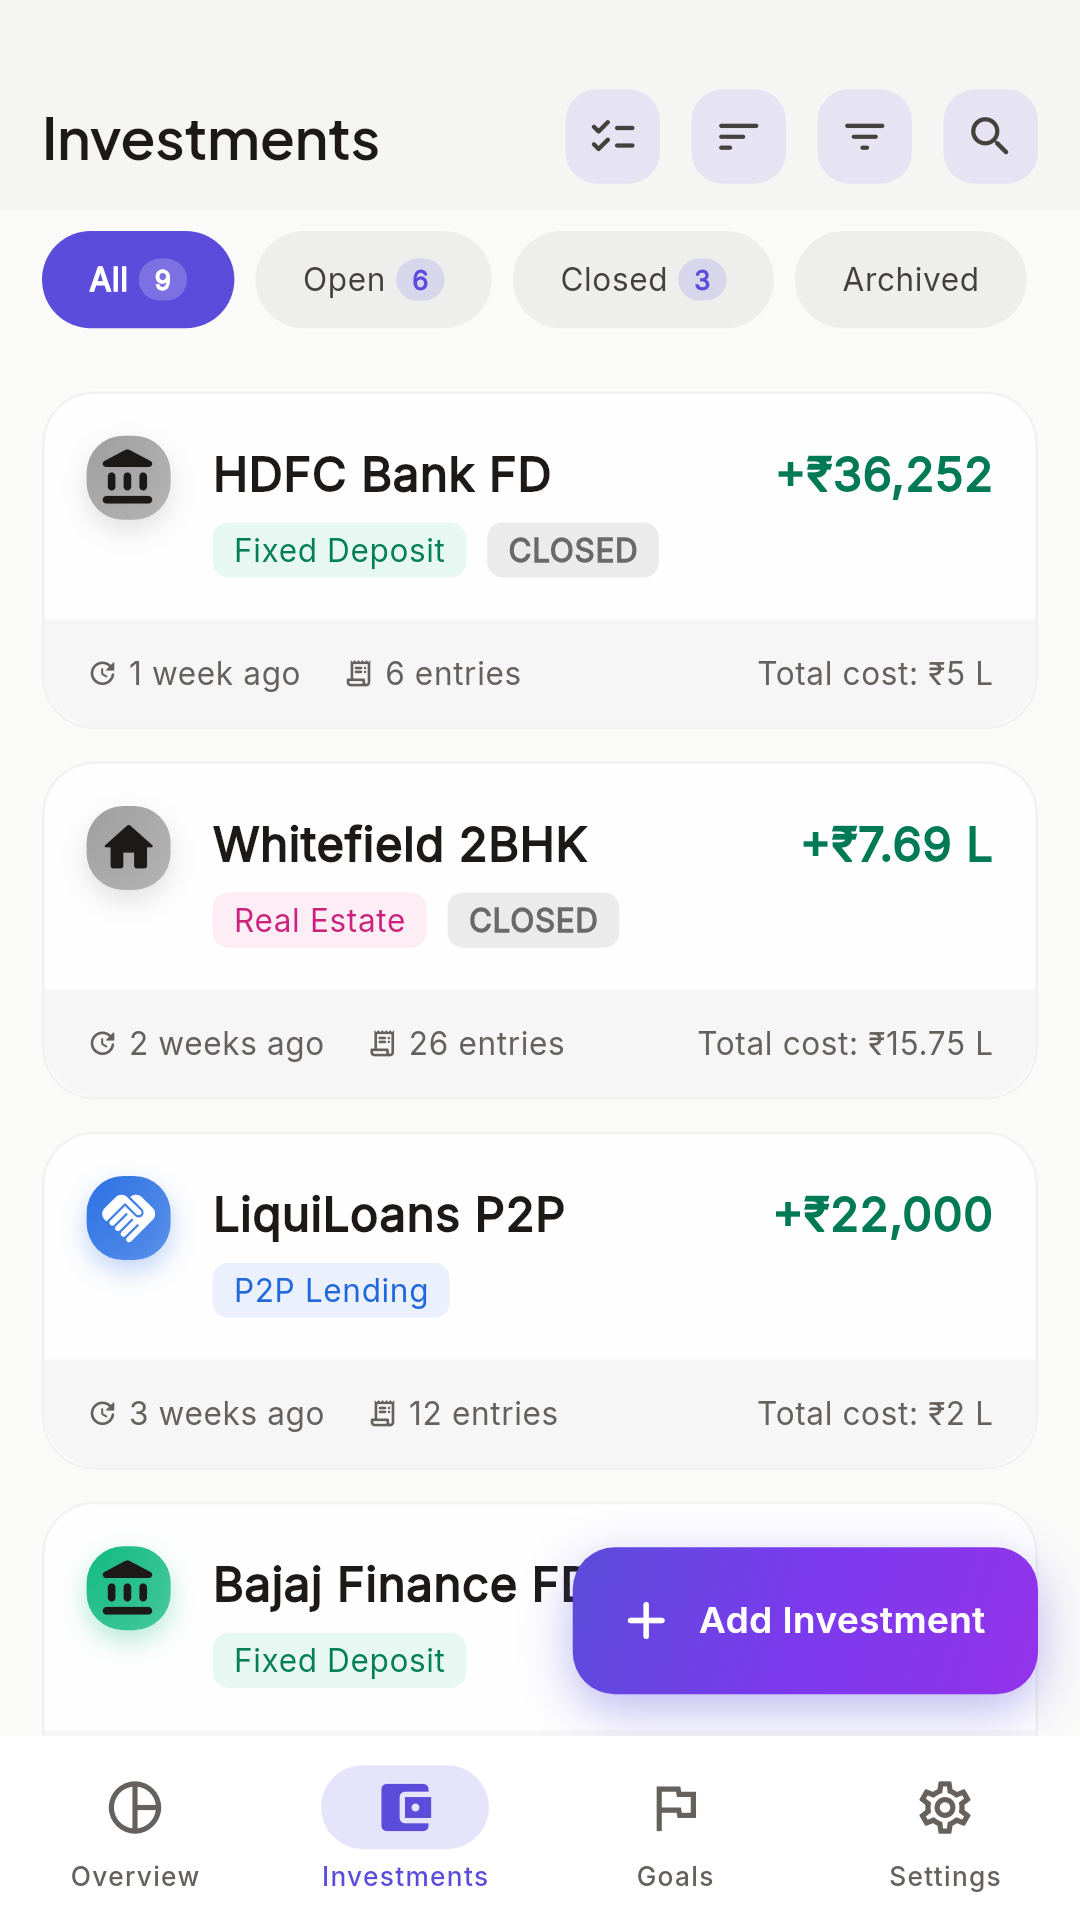 Investments
All 9
Open 6
Closed 3
Archived
HDFC Bank FD
+₹36,252
Fixed Deposit
CLOSED
1 week ago
6 entries
Total cost: ₹5 L
Whitefield 2BHK
+₹7.69 L
Real Estate
CLOSED
2 weeks ago
26 entries
Total cost: ₹15.75 L
LiquiLoans P2P
+₹22,000
P2P Lending
3 weeks ago
12 entries
Total cost: ₹2 L
Bajaj Finance FD
Fixed Deposit
Add Investment
Overview
Investments
Goals
Settings